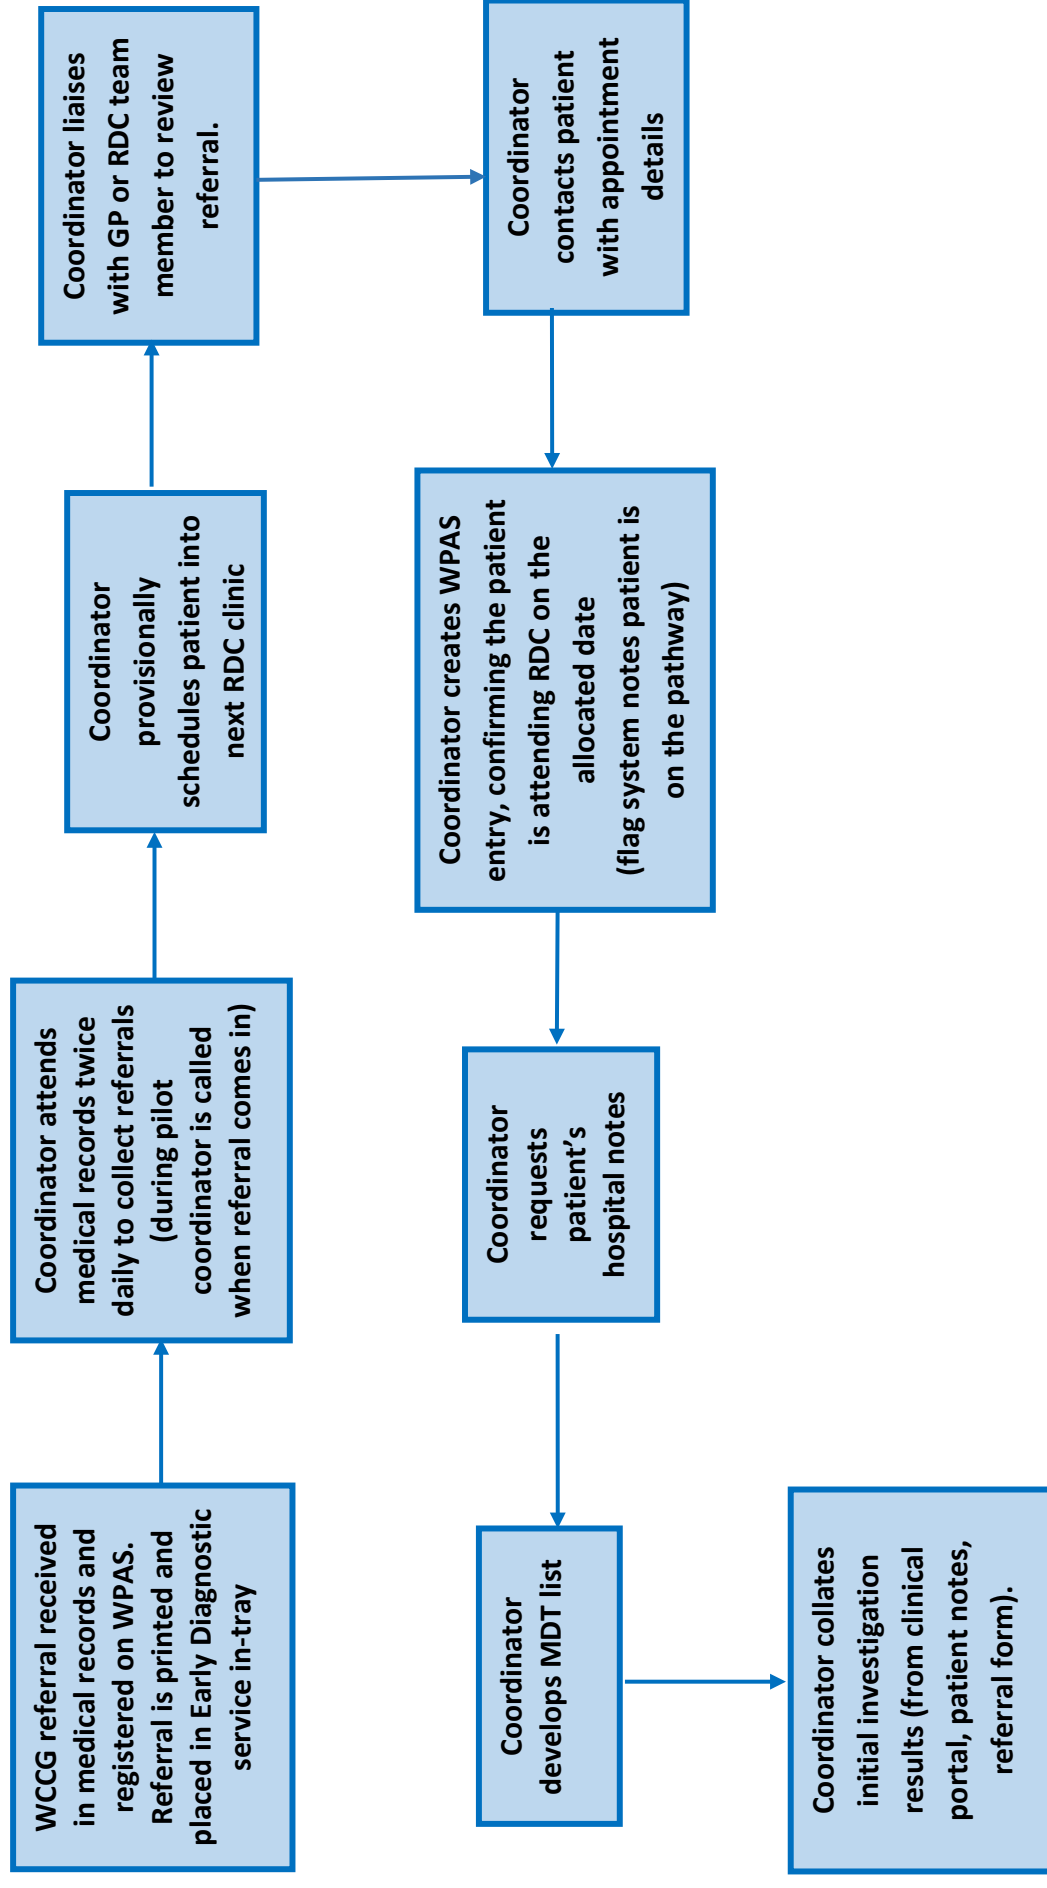 WCCG referral received
in medical records and
registered on WPAS.
Referral is printed and
placed in Early Diagnostic
service in-tray
Coordinator attends
medical records twice
daily to collect referrals
(during pilot
coordinator is called
when referral comes in)
Coordinator
provisionally
schedules patient into
next RDC clinic
Coordinator liaises
with GP or RDC team
member to review
referral.
Coordinator
contacts patient
with appointment
details
Coordinator creates WPAS
entry, confirming the patient
is attending RDC on the
allocated date
(flag system notes patient is
on the pathway)
Coordinator
requests
patient’s
hospital notes
Coordinator
develops MDT list
Coordinator collates
initial investigation
results (from clinical
portal, patient notes,
referral form).